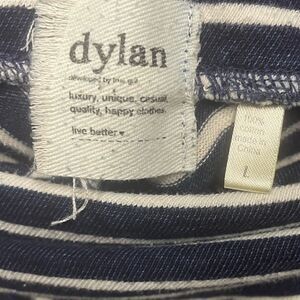 dylan
developed by true grit
luxury, unique, casual,
quality, happy clothes.
live better ♥
100%
cotton
made in
china
L